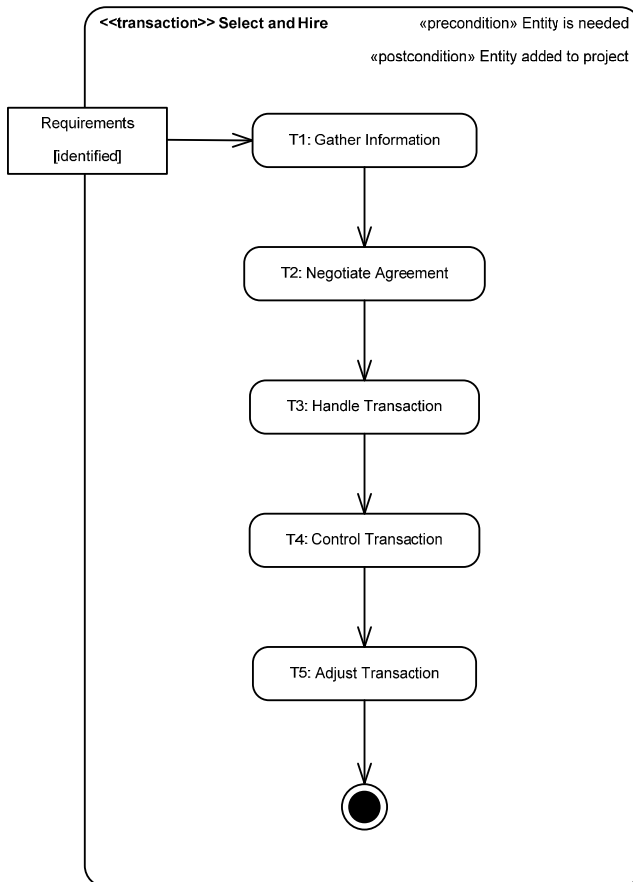 <<transaction>> Select and Hire
«precondition» Entity is needed
«postcondition» Entity added to project
Requirements
[identified]
T1: Gather Information
T2: Negotiate Agreement
T3: Handle Transaction
T4: Control Transaction
T5: Adjust Transaction